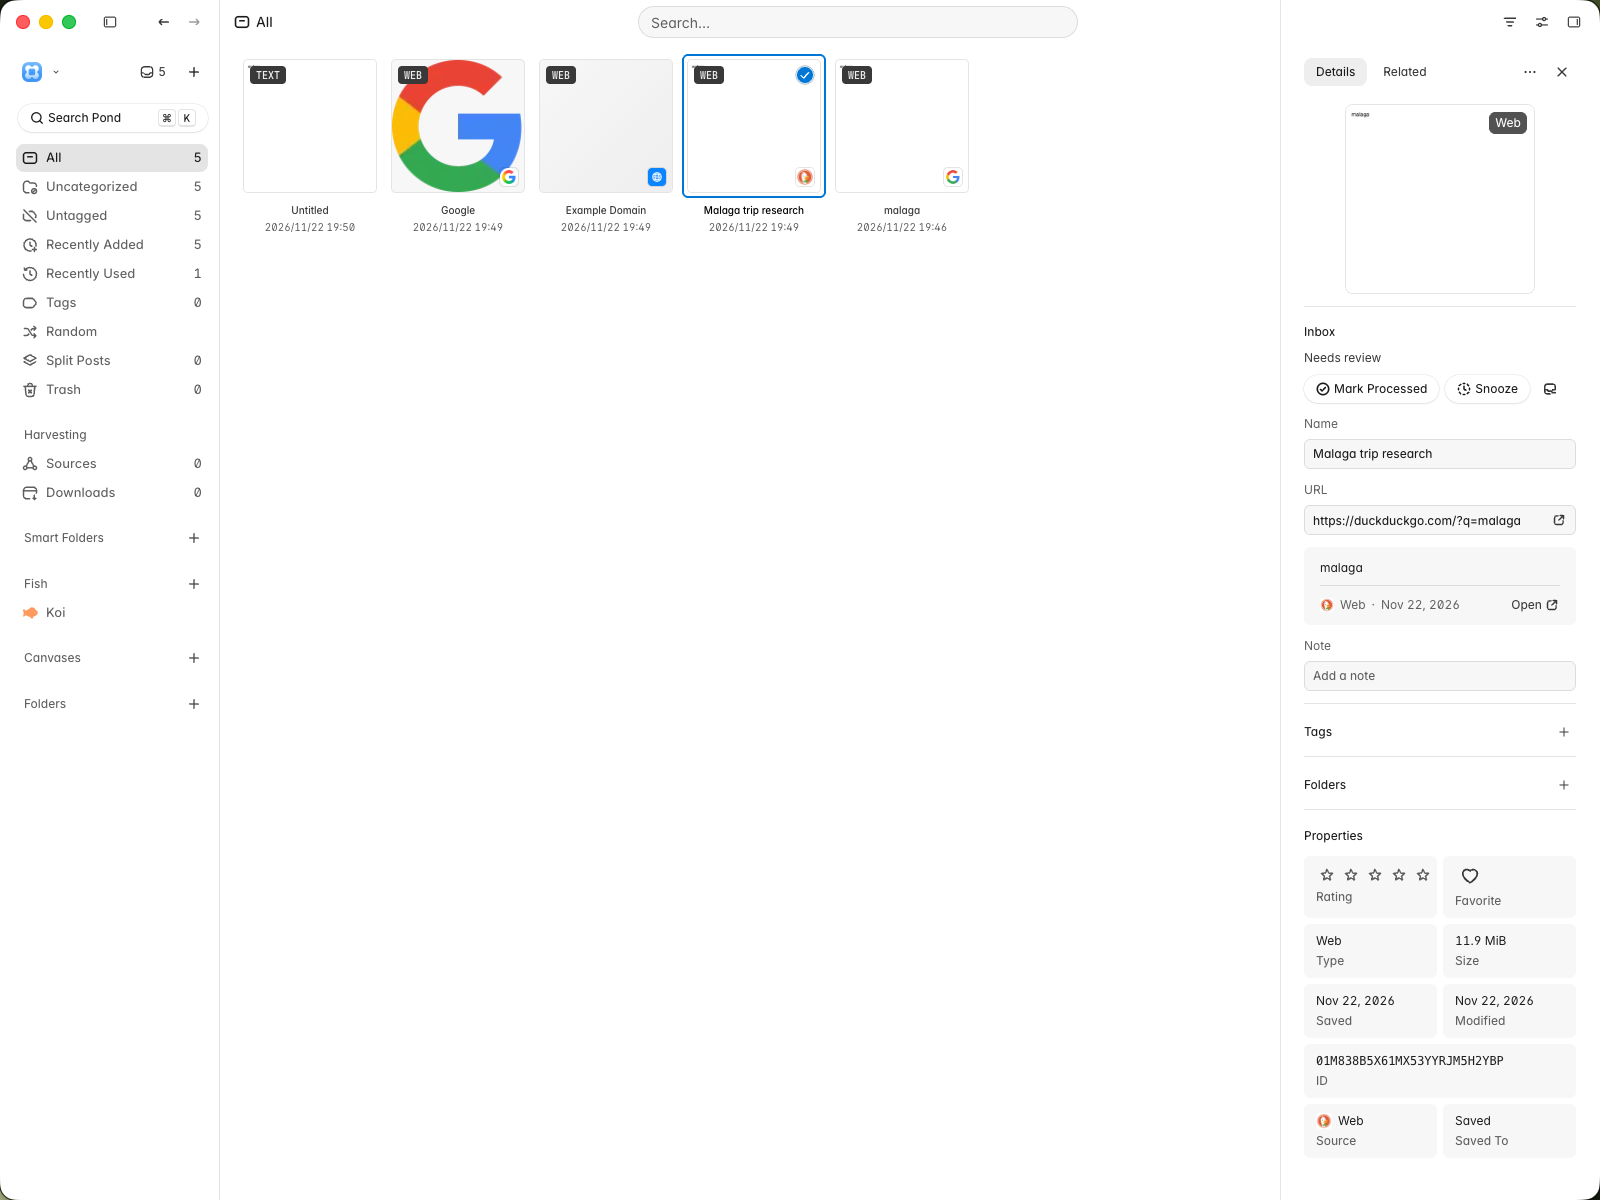 All
Search...
5
Search Pond ⌘ K
All 5
Uncategorized 5
Untagged 5
Recently Added 5
Recently Used 1
Tags 0
Random
Split Posts 0
Trash 0
Harvesting
Sources 0
Downloads 0
Smart Folders
Fish
Koi
Canvases
Folders
TEXT
Untitled
2026/11/22 19:50
WEB
Google
2026/11/22 19:49
WEB
Example Domain
2026/11/22 19:49
WEB
Malaga trip research
2026/11/22 19:49
WEB
malaga
2026/11/22 19:46
Details Related
malaga
Web
Inbox
Needs review
Mark Processed Snooze
Name
Malaga trip research
URL
https://duckduckgo.com/?q=malaga
malaga
Web · Nov 22, 2026 Open
Note
Add a note
Tags
Folders
Properties
Rating
Favorite
Web
Type
11.9 MiB
Size
Nov 22, 2026
Saved
Nov 22, 2026
Modified
01M838B5X61MX53YYRJM5H2YBP
ID
Web
Source
Saved
Saved To